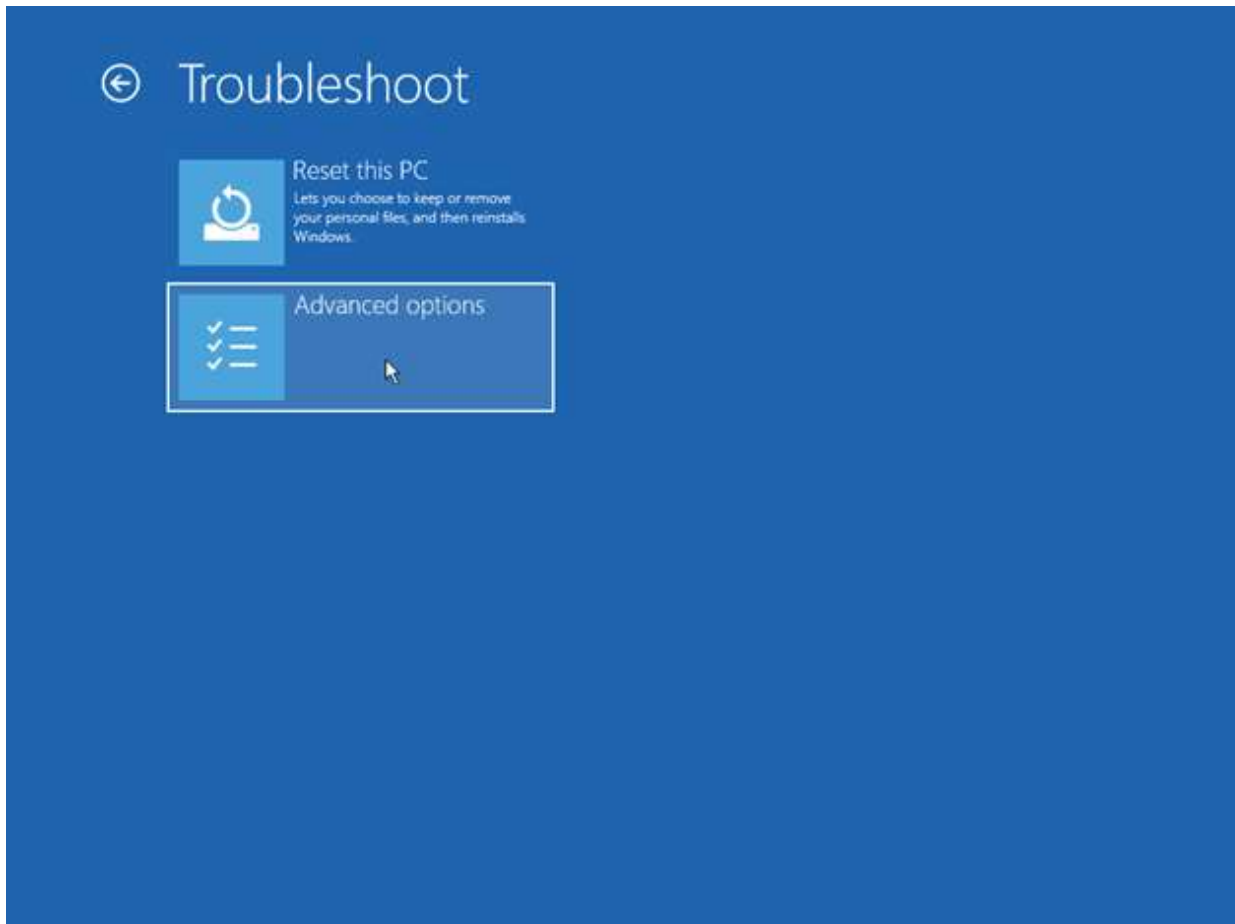 Troubleshoot
Reset this PC
Lets you choose to keep or remove
your personal files, and then reinstalls
Windows.
Advanced options